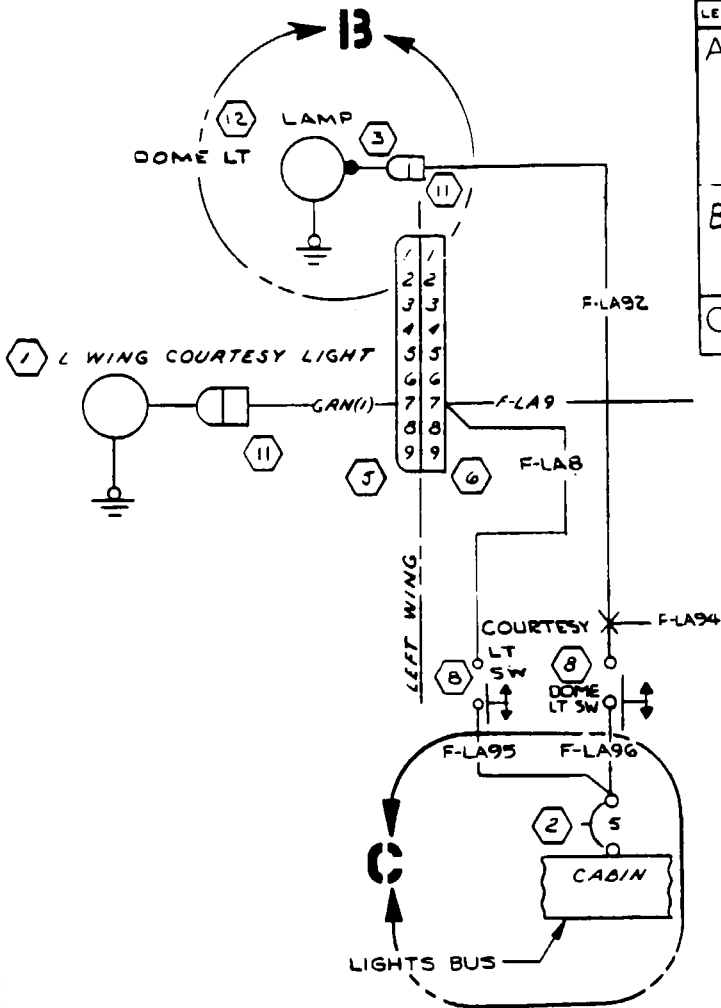 B
LE
A
12
LAMP
3
DOME LT
11
B
1 1
2 2
3 3
4 4
5 5
6 6
7 7
8 8
9 9
F-LA92
C
1 L WING COURTESY LIGHT
GRN(1)
F-LA9
11
5
6
F-LA8
LEFT WING
COURTESY
LT
SW
F-LA94
8
8
DOME
LT SW
F-LA95
F-LA96
2
5
C
CABIN
LIGHTS BUS